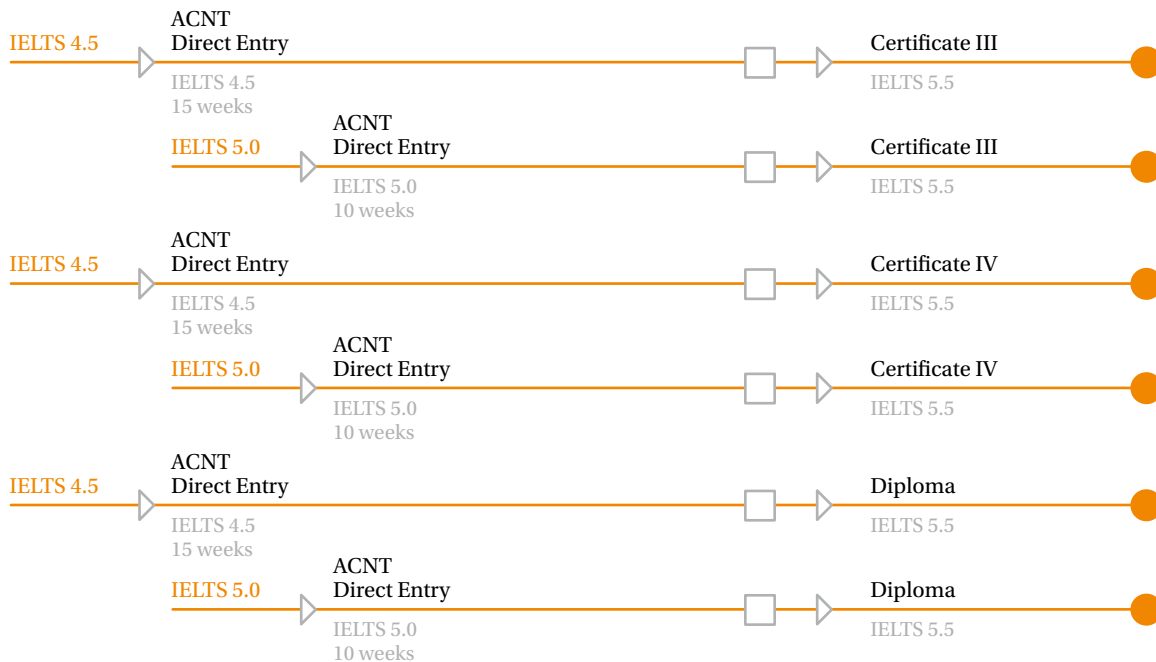 ACNT
IELTS 4.5
Direct Entry
Certificate III
IELTS 4.5
IELTS 5.5
15 weeks
ACNT
IELTS 5.0
Direct Entry
Certificate III
IELTS 5.0
IELTS 5.5
10 weeks
ACNT
IELTS 4.5
Direct Entry
Certificate IV
IELTS 4.5
IELTS 5.5
15 weeks
ACNT
IELTS 5.0
Direct Entry
Certificate IV
IELTS 5.0
IELTS 5.5
10 weeks
ACNT
IELTS 4.5
Direct Entry
Diploma
IELTS 4.5
IELTS 5.5
15 weeks
ACNT
IELTS 5.0
Direct Entry
Diploma
IELTS 5.0
IELTS 5.5
10 weeks